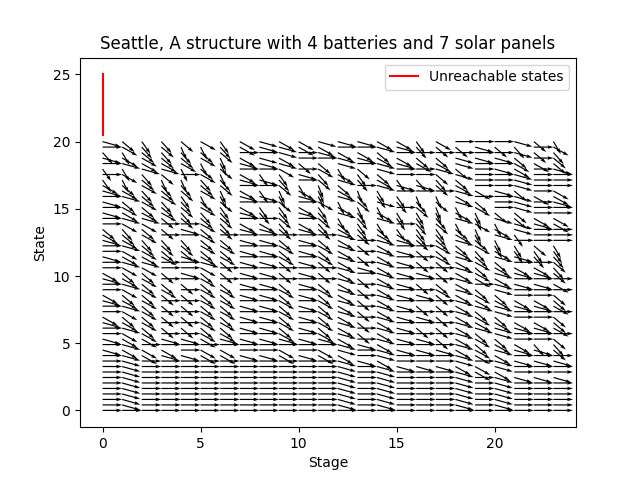 Seattle, A structure with 4 batteries and 7 solar panels
Unreachable states
25
20
15
10
5
0
State
0 5 10 15 20
Stage